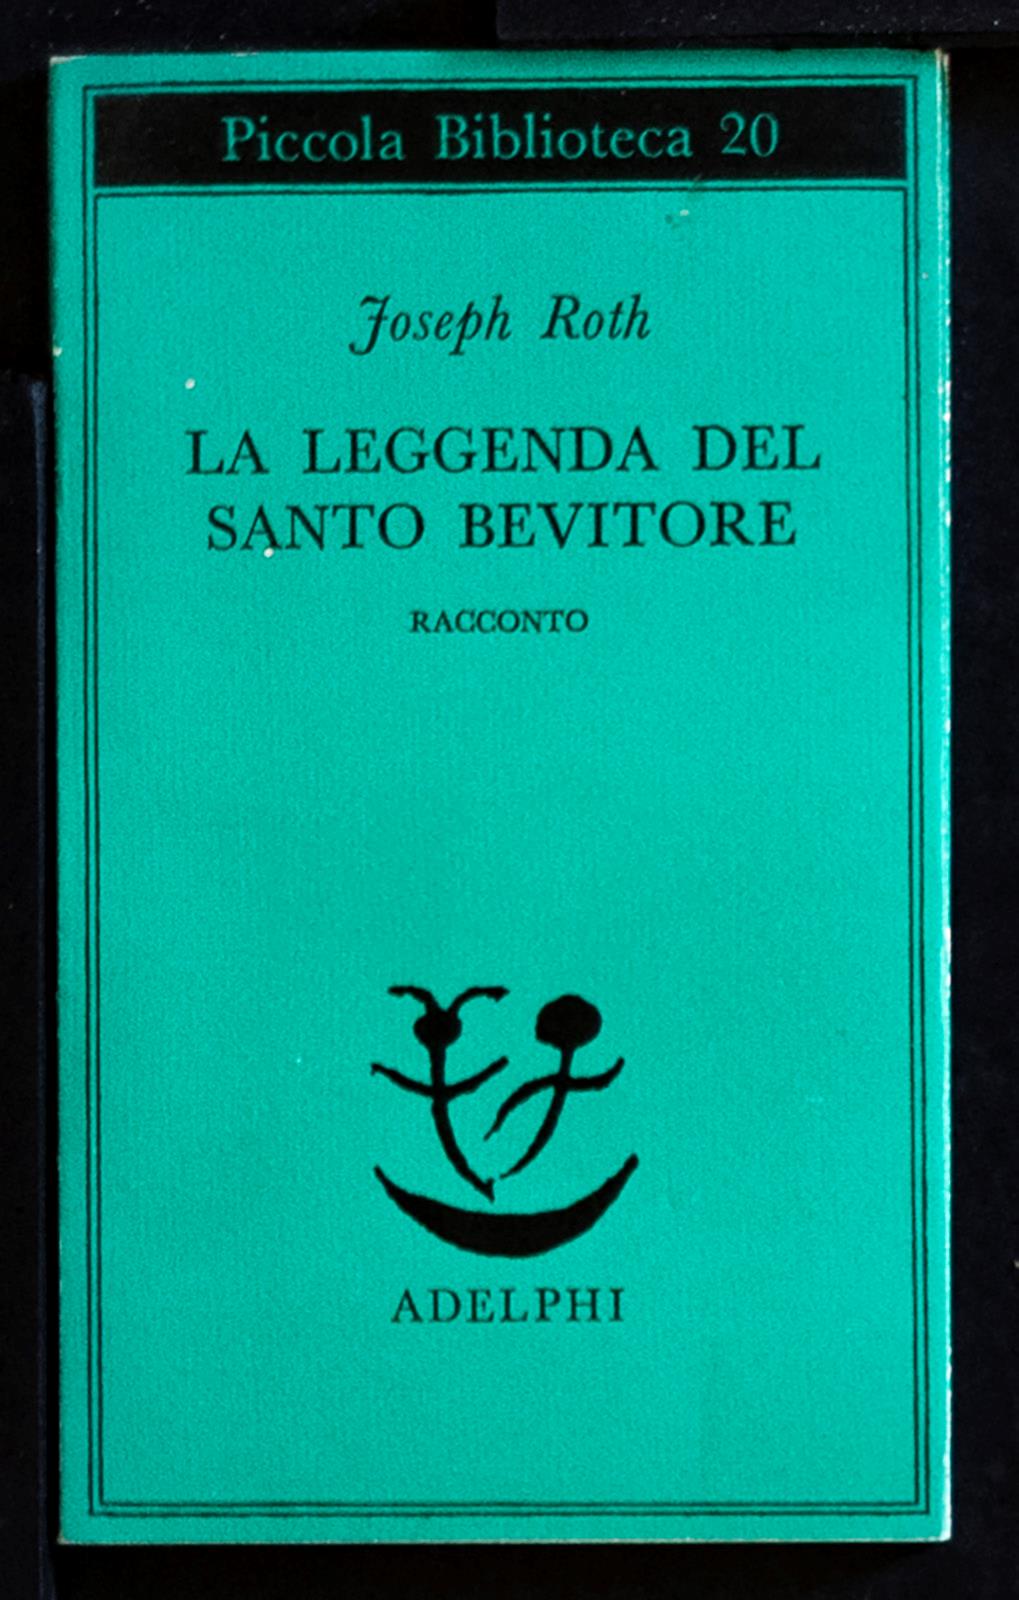 Piccola Biblioteca 20
Joseph Roth
LA LEGGENDA DEL
SANTO BEVITORE
RACCONTO
ADELPHI